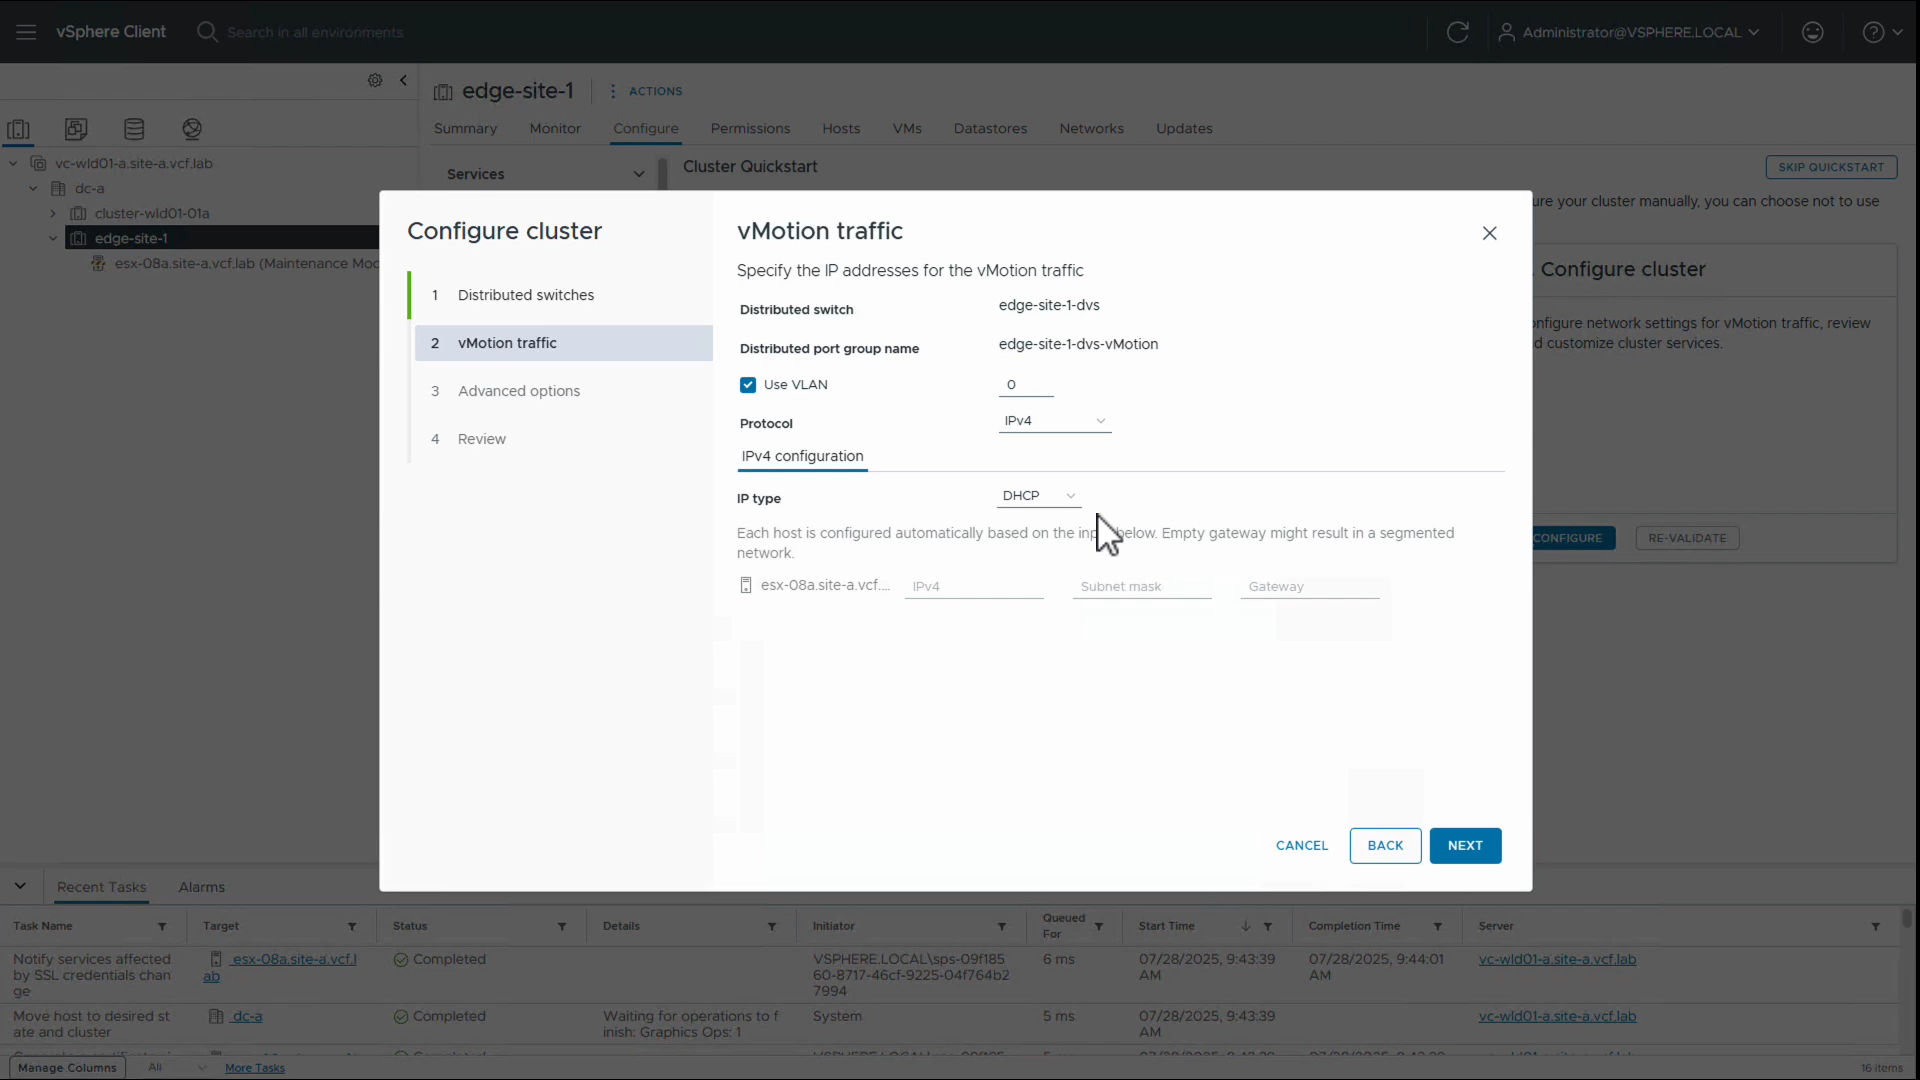 vSphere Client
Search in all environments
Administrator@VSPHERE.LOCAL
edge-site-1
ACTIONS
Summary Monitor Configure Permissions Hosts VMs Datastores Networks Updates
vc-wld01-a.site-a.vcf.lab
dc-a
cluster-wld01-01a
edge-site-1
esx-08a.site-a.vcf.lab (Maintenance Mod
Services
Cluster Quickstart
SKIP QUICKSTART
ure your cluster manually, you can choose not to use
Configure cluster
onfigure network settings for vMotion traffic, review
d customize cluster services.
CONFIGURE
RE-VALIDATE
Configure cluster
1 Distributed switches
2 vMotion traffic
3 Advanced options
4 Review
vMotion traffic
Specify the IP addresses for the vMotion traffic
Distributed switch edge-site-1-dvs
Distributed port group name edge-site-1-dvs-vMotion
Use VLAN 0
Protocol IPv4
IPv4 configuration
IP type DHCP
Each host is configured automatically based on the inp below. Empty gateway might result in a segmented
network.
esx-08a.site-a.vcf.... IPv4 Subnet mask Gateway
CANCEL BACK NEXT
Recent Tasks Alarms
Task Name Target Status Details Initiator Queued For Start Time Completion Time Server
Notify services affected
by SSL credentials chan
ge
esx-08a.site-a.vcf.l
ab
Completed
VSPHERE.LOCAL\sps-09f185
60-8717-46cf-9225-04f764b2
7994
6 ms
07/28/2025, 9:43:39
AM
07/28/2025, 9:44:01
AM
vc-wld01-a.site-a.vcf.lab
Move host to desired st
ate and cluster
dc-a
Completed
Waiting for operations to f
inish: Graphics Ops: 1
System
5 ms
07/28/2025, 9:43:39
AM
vc-wld01-a.site-a.vcf.lab
Manage Columns All More Tasks
16 items